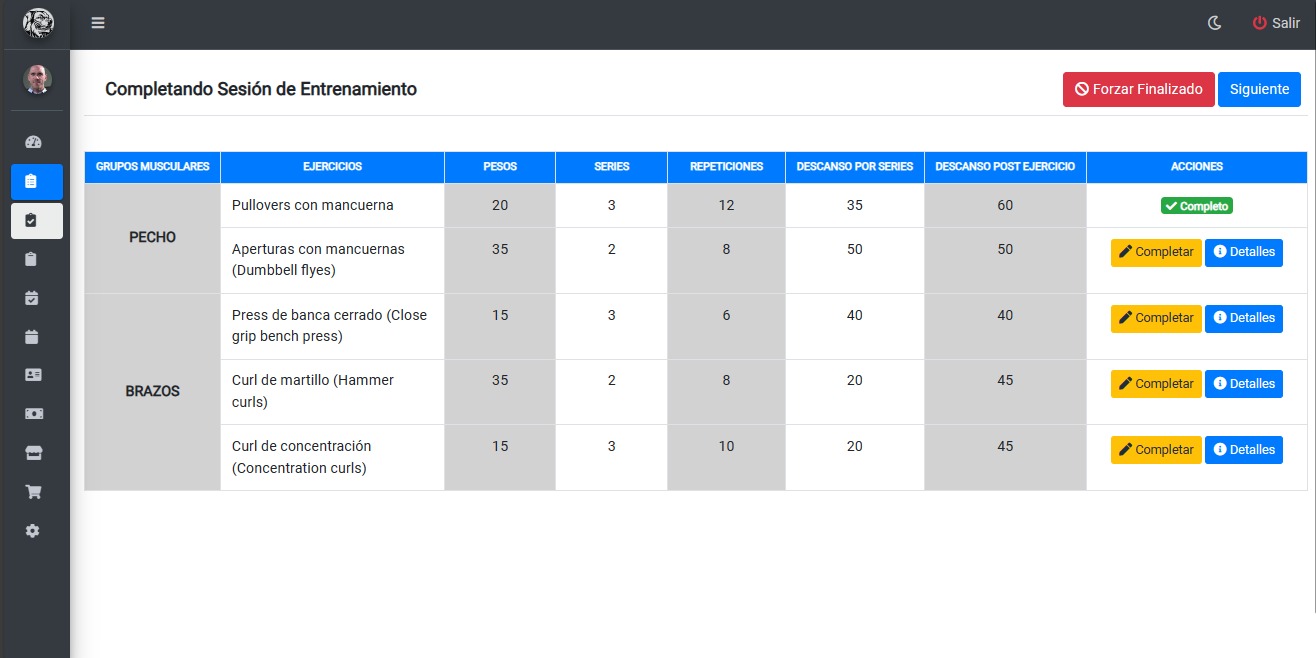 Salir
Completando Sesión de Entrenamiento
Forzar Finalizado
Siguiente
GRUPOS MUSCULARES EJERCICIOS PESOS SERIES REPETICIONES DESCANSO POR SERIES DESCANSO POST EJERCICIO ACCIONES
PECHO
Pullovers con mancuerna 20 3 12 35 60 Completo
Aperturas con mancuernas 35 2 8 50 50 Completar Detalles
(Dumbbell flyes)
BRAZOS
Press de banca cerrado (Close 15 3 6 40 40 Completar Detalles
grip bench press)
Curl de martillo (Hammer 35 2 8 20 45 Completar Detalles
curls)
Curl de concentración 15 3 10 20 45 Completar Detalles
(Concentration curls)